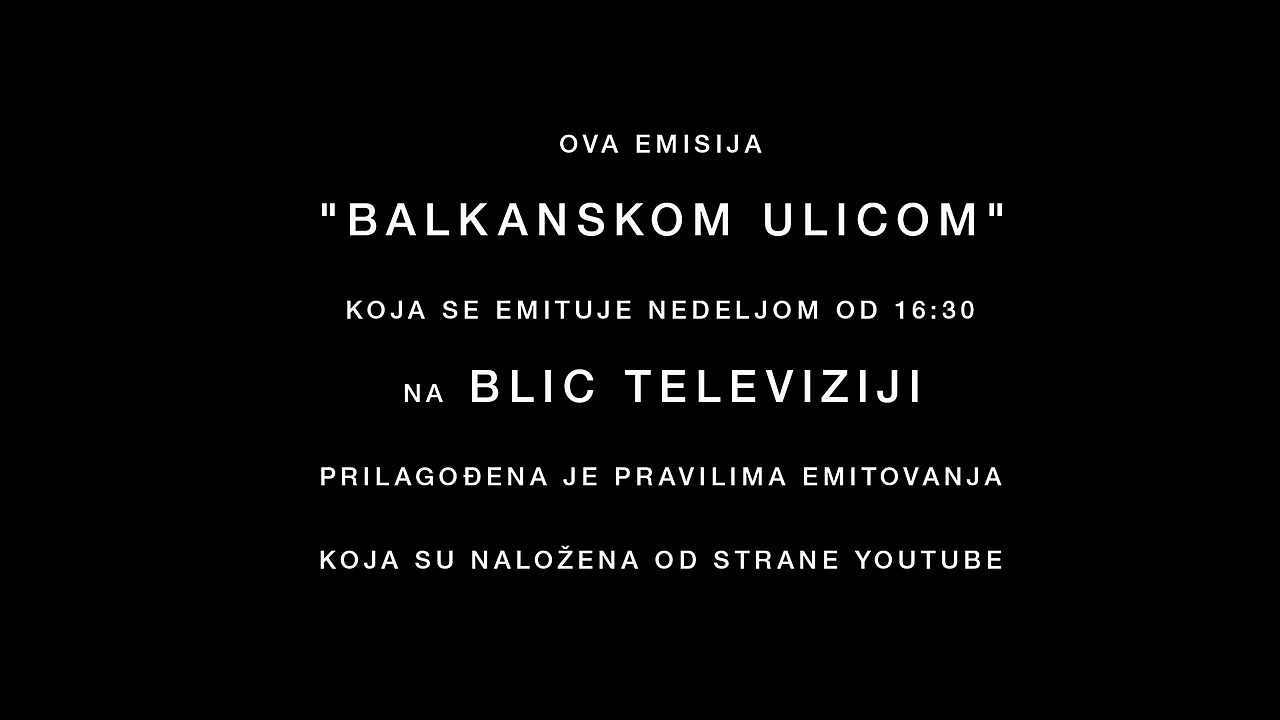 OVA EMISIJA
"BALKANSKOM ULICOM"
KOJA SE EMITUJE NEDELJOM OD 16:30
NA BLIC TELEVIZIJI
PRILAGOĐENA JE PRAVILIMA EMITOVANJA
KOJA SU NALOŽENA OD STRANE YOUTUBE